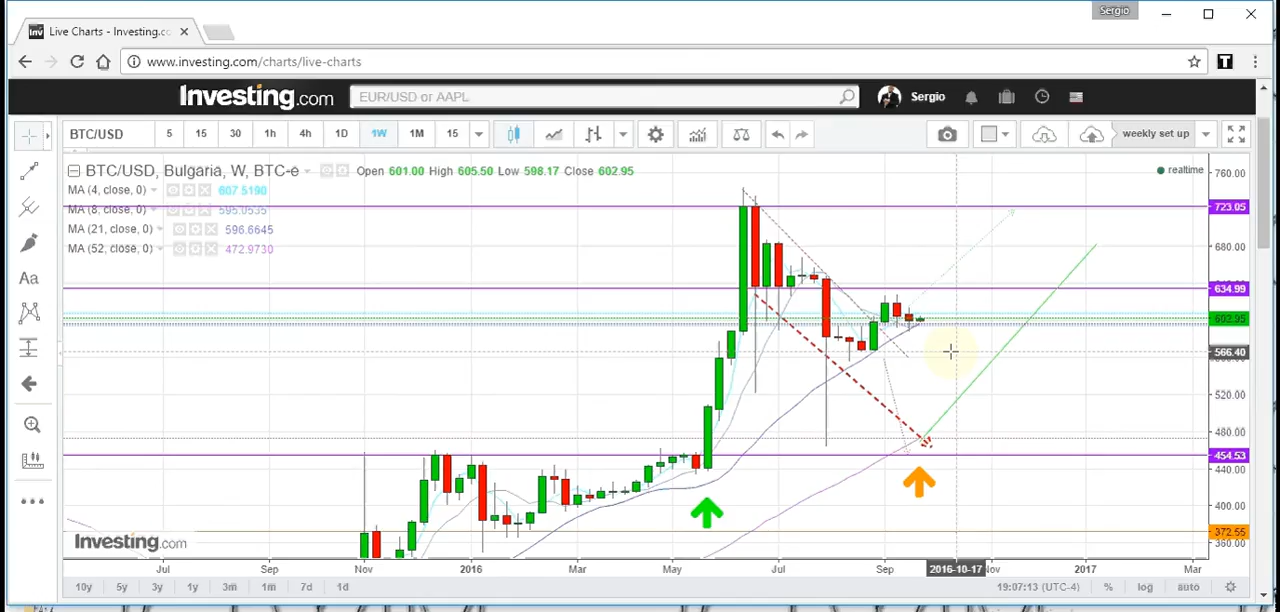 Sergio
Live Charts - Investing.co
www.investing.com/charts/live-charts
T
Investing.com EUR/USD or AAPL Sergio
BTC/USD 5 15 30 1h 4h 1D 1W 1M 15 weekly set up
BTC/USD, Bulgaria, W, BTC-e Open 601.00 High 605.50 Low 598.17 Close 602.95 realtime
MA (4, close, 0) 607.5190
MA (8, close, 0) 595.0535
MA (21, close, 0) 596.6645
MA (52, close, 0) 472.9730
Aa
760.00
723.05
680.00
634.99
602.95
566.40
520.00
480.00
454.53
440.00
400.00
372.55
360.00
Investing.com
Jul Sep Nov 2016 Mar May Jul Sep 2016-10-17 Nov 2017 Mar
10y 5y 3y 1y 3m 1m 7d 1d 19:07:13 (UTC-4) % log auto